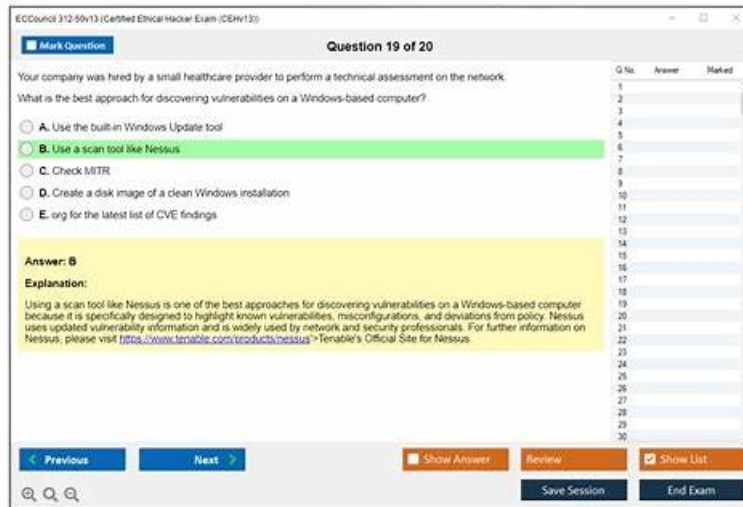 ECCouncil 312-50v13 (Certified Ethical Hacker Exam (CEHv13))
Mark Question
Question 19 of 20
Your company was hired by a small healthcare provider to perform a technical assessment on the network.
What is the best approach for discovering vulnerabilities on a Windows-based computer?
A. Use the built-in Windows Update tool
B. Use a scan tool like Nessus
C. Check MITR
D. Create a disk image of a clean Windows installation
E. org for the latest list of CVE findings
Answer: B
Explanation:
Using a scan tool like Nessus is one of the best approaches for discovering vulnerabilities on a Windows-based computer
because it is specifically designed to highlight known vulnerabilities, misconfigurations, and deviations from policy. Nessus
uses updated vulnerability information and is widely used by network and security professionals. For further information on
Nessus, please visit https://www.tenable.com/products/nessus">Tenable's Official Site for Nessus.
Q.No. Answer Marked
1
2
3
4
5
6
7
8
9
10
11
12
13
14
15
16
17
18
19
20
21
22
23
24
25
26
27
28
29
30
Previous
Next
Show Answer
Review
Show List
Save Session
End Exam